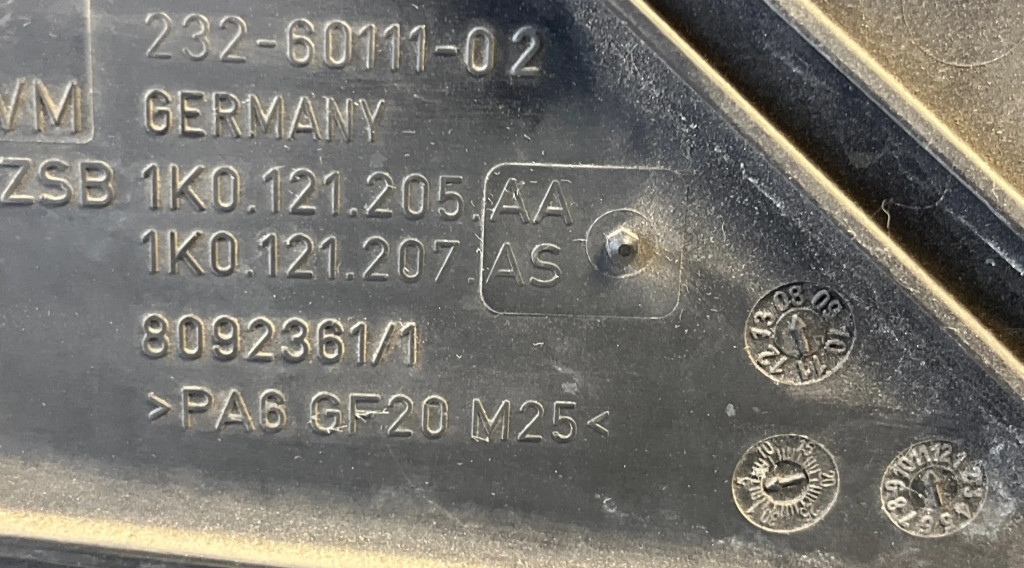 232-60111-02
VM GERMANY
ZSB 1K0.121.205.AA
1K0.121.207.AS
8092361/1
>PA6 GF20 M25<